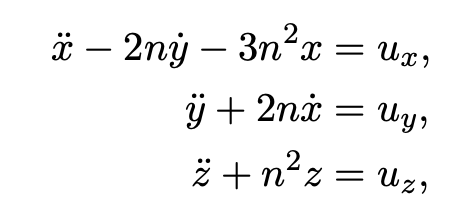 ẍ − 2nẏ − 3n²x = uₓ,
ÿ + 2nẋ = u_y,
z̈ + n²z = u_z,